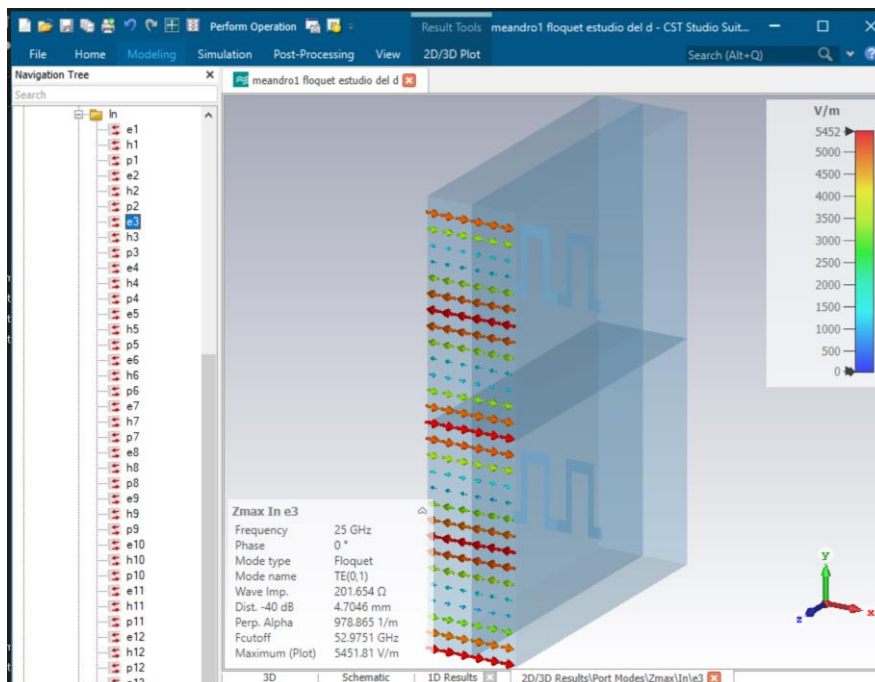 Perform Operation
Result Tools
meandro1 floquet estudio del d - CST Studio Suit...
File
Home
Modeling
Simulation
Post-Processing
View
2D/3D Plot
Search (Alt+Q)
Navigation Tree
Search
meandro1 floquet estudio del d
In
e1
h1
p1
e2
h2
p2
e3
h3
p3
e4
h4
p4
e5
h5
p5
e6
h6
p6
e7
h7
p7
e8
h8
p8
e9
h9
p9
e10
h10
p10
e11
h11
p11
e12
h12
p12
V/m
5452
5000
4500
4000
3500
3000
2500
2000
1500
1000
500
0
Zmax In e3
Frequency 25 GHz
Phase 0 °
Mode type Floquet
Mode name TE(0,1)
Wave Imp. 201.654 Ω
Dist. -40 dB 4.7046 mm
Perp. Alpha 978.865 1/m
Fcutoff 52.9751 GHz
Maximum (Plot) 5451.81 V/m
y
z
x
3D
Schematic
1D Results
2D/3D Results\Port Modes\Zmax\In\e3